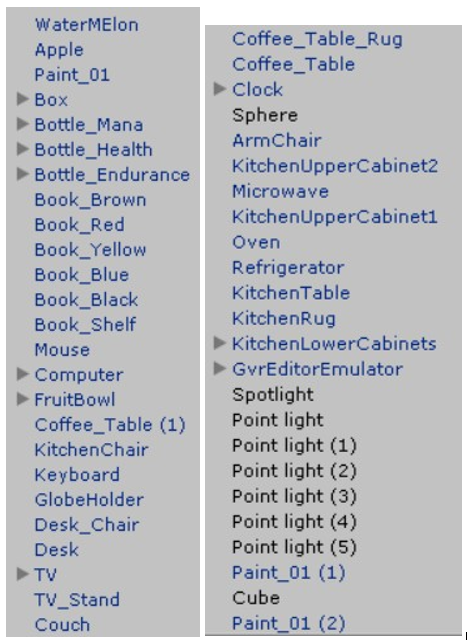 WaterMElon
Apple
Paint_01
Box
Bottle_Mana
Bottle_Health
Bottle_Endurance
Book_Brown
Book_Red
Book_Yellow
Book_Blue
Book_Black
Book_Shelf
Mouse
Computer
FruitBowl
Coffee_Table (1)
KitchenChair
Keyboard
GlobeHolder
Desk_Chair
Desk
TV
TV_Stand
Couch
Coffee_Table_Rug
Coffee_Table
Clock
Sphere
ArmChair
KitchenUpperCabinet2
Microwave
KitchenUpperCabinet1
Oven
Refrigerator
KitchenTable
KitchenRug
KitchenLowerCabinets
GvrEditorEmulator
Spotlight
Point light
Point light (1)
Point light (2)
Point light (3)
Point light (4)
Point light (5)
Paint_01 (1)
Cube
Paint_01 (2)